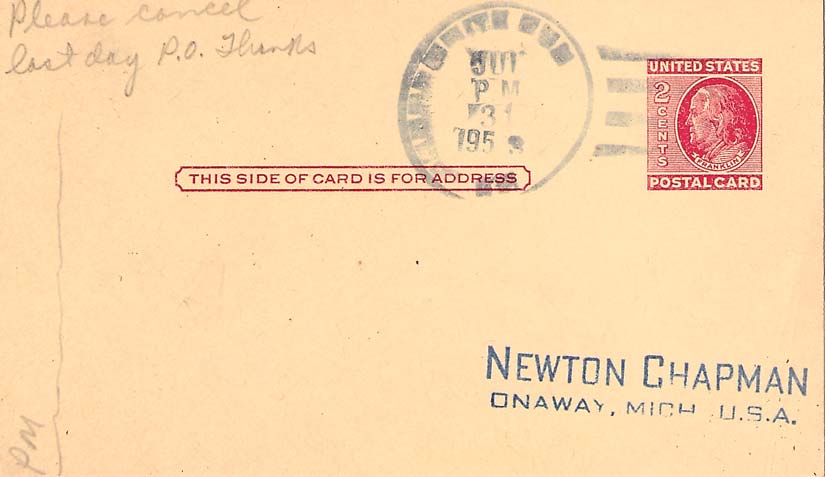 Please cancel
last day P.O. Thanks
JUL
PM
31
195
UNITED STATES
2 CENTS
FRANKLIN
POSTAL CARD
THIS SIDE OF CARD IS FOR ADDRESS
NEWTON CHAPMAN
ONAWAY, MICH. U.S.A.
PM